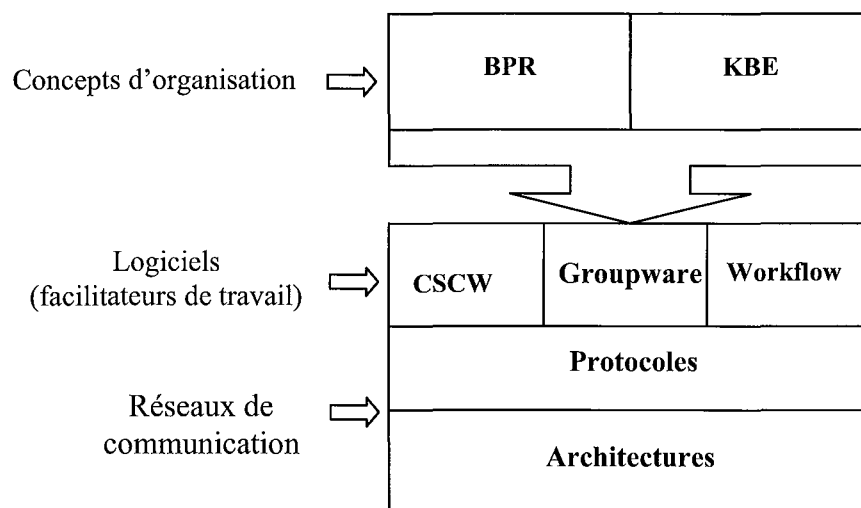 BPR
KBE
Concepts d'organisation
Logiciels
(facilitateurs de travail)
CSCW
Groupware
Workflow
Protocoles
Réseaux de
communication
Architectures